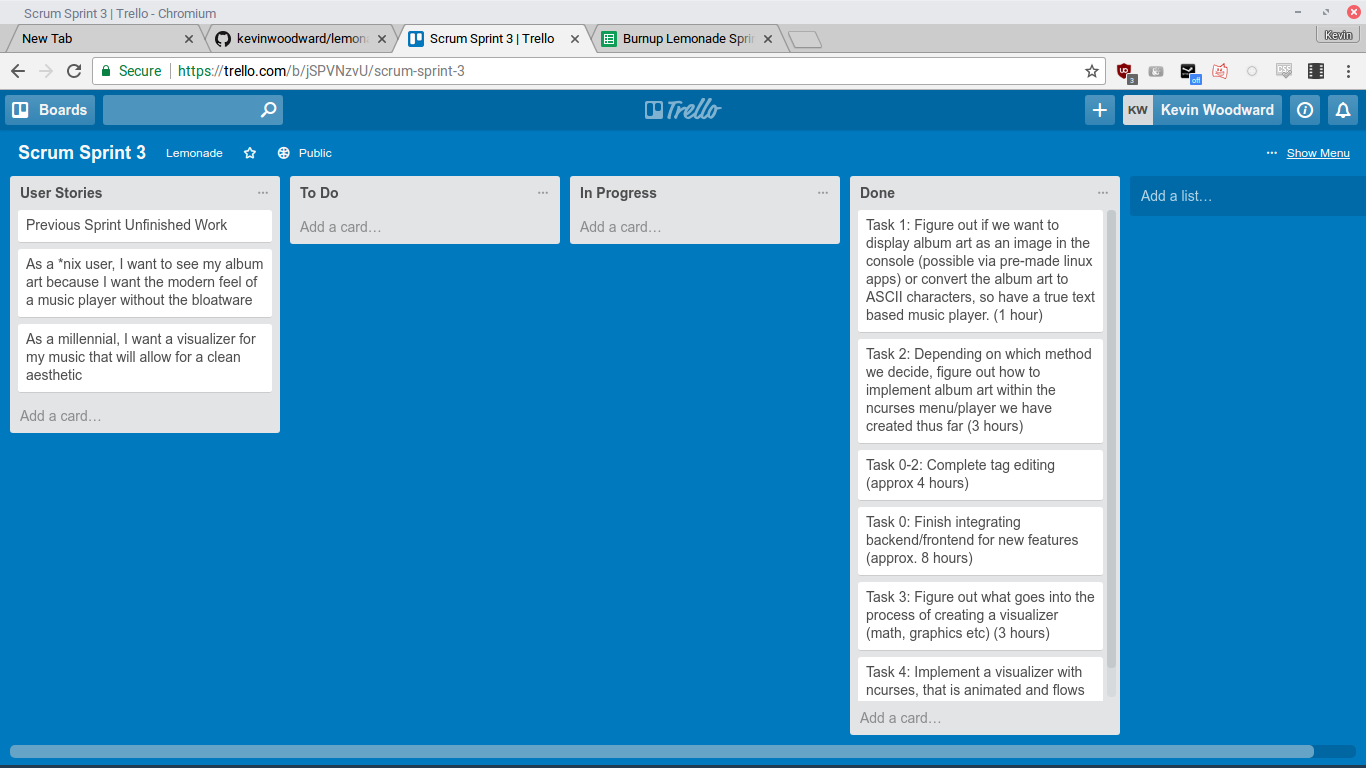 Scrum Sprint 3 | Trello - Chromium
New Tab
kevinwoodward/lemon
Scrum Sprint 3 | Trello
Burnup Lemonade Spri
Kevin
Secure
https://trello.com/b/jSPVNzvU/scrum-sprint-3
3
off
Boards
Trello
KW
Kevin Woodward
Scrum Sprint 3
Lemonade
Public
Show Menu
User Stories
Previous Sprint Unfinished Work
As a *nix user, I want to see my album
art because I want the modern feel of
a music player without the bloatware
As a millennial, I want a visualizer for
my music that will allow for a clean
aesthetic
Add a card…
To Do
Add a card…
In Progress
Add a card…
Done
Task 1: Figure out if we want to
display album art as an image in the
console (possible via pre-made linux
apps) or convert the album art to
ASCII characters, so have a true text
based music player. (1 hour)
Task 2: Depending on which method
we decide, figure out how to
implement album art within the
ncurses menu/player we have
created thus far (3 hours)
Task 0-2: Complete tag editing
(approx 4 hours)
Task 0: Finish integrating
backend/frontend for new features
(approx. 8 hours)
Task 3: Figure out what goes into the
process of creating a visualizer
(math, graphics etc) (3 hours)
Task 4: Implement a visualizer with
ncurses, that is animated and flows
Add a card…
Add a list…